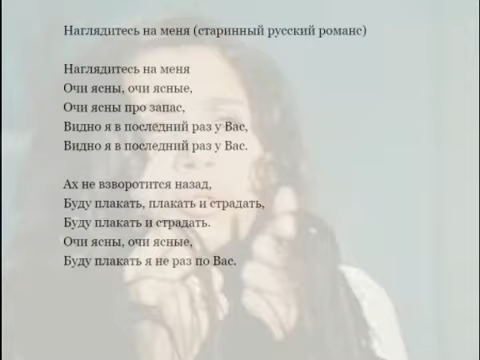 Наглядитесь на меня (старинный русский романс)
Наглядитесь на меня
Очи ясны, очи ясные,
Очи ясны про запас,
Видно я в последний раз у Вас,
Видно я в последний раз у Вас.
Ах не взворотится назад,
Буду плакать, плакать и страдать,
Буду плакать и страдать.
Очи ясны, очи ясные,
Буду плакать я не раз по Вас.